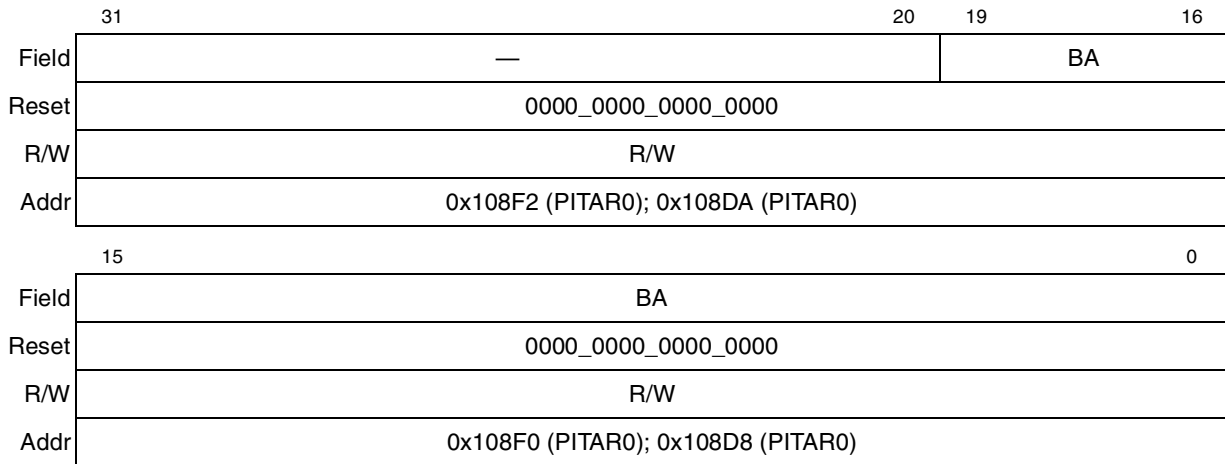 31 20 19 16
Field — BA
Reset 0000_0000_0000_0000
R/W R/W
Addr 0x108F2 (PITAR0); 0x108DA (PITAR0)
15 0
Field BA
Reset 0000_0000_0000_0000
R/W R/W
Addr 0x108F0 (PITAR0); 0x108D8 (PITAR0)